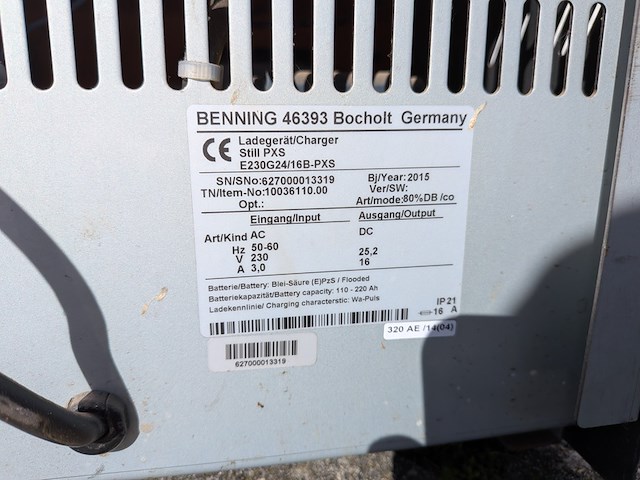 BENNING 46393 Bocholt Germany
CE Ladegerät/Charger
Still PXS
E230G24/16B-PXS
SN/SNo:627000013319 Bj/Year:2015
TN/Item-No:10036110.00 Ver/SW:
Opt.: Art/mode:80%DB /co
Eingang/Input Ausgang/Output
Art/Kind AC DC
Hz 50-60
V 230 25,2
A 3,0 16
Batterie/Battery: Blei-Säure (E)PzS / Flooded
Batteriekapazität/Battery capacity: 110 - 220 Ah
Ladekennlinie/ Charging characterstic: Wa-Puls
IP21
16 A
320 AE /14(04)
627000013319